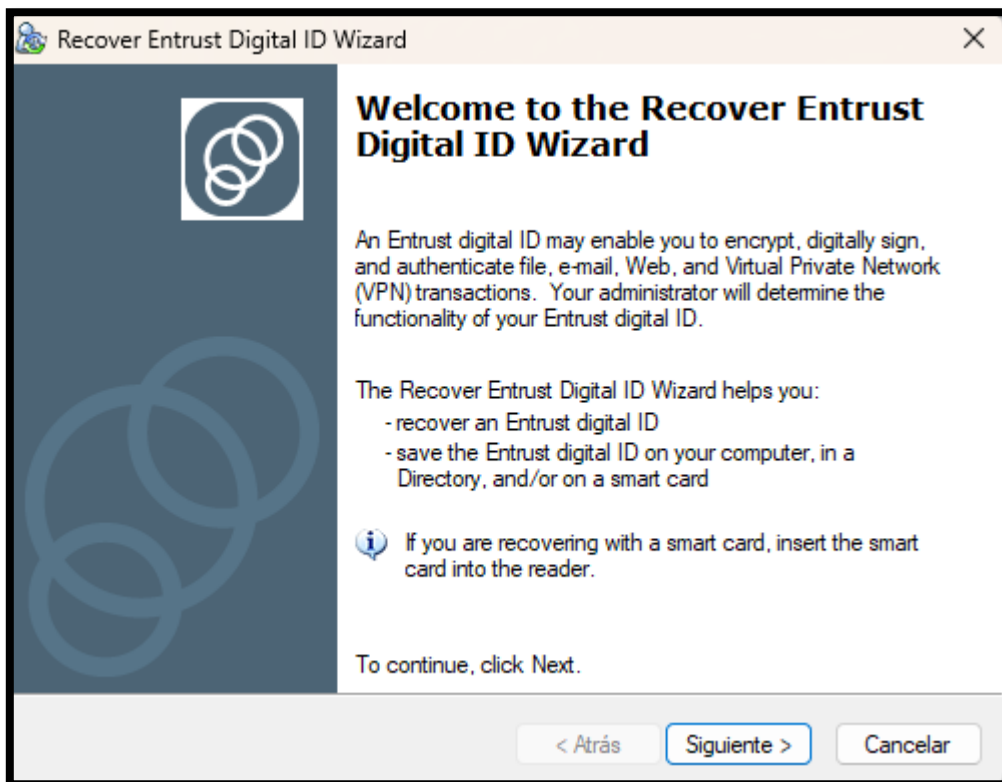 Recover Entrust Digital ID Wizard
Welcome to the Recover Entrust
Digital ID Wizard
An Entrust digital ID may enable you to encrypt, digitally sign,
and authenticate file, e-mail, Web, and Virtual Private Network
(VPN) transactions.  Your administrator will determine the
functionality of your Entrust digital ID.
The Recover Entrust Digital ID Wizard helps you:
- recover an Entrust digital ID
- save the Entrust digital ID on your computer, in a
Directory, and/or on a smart card
If you are recovering with a smart card, insert the smart
card into the reader.
To continue, click Next.
< Atrás Siguiente > Cancelar